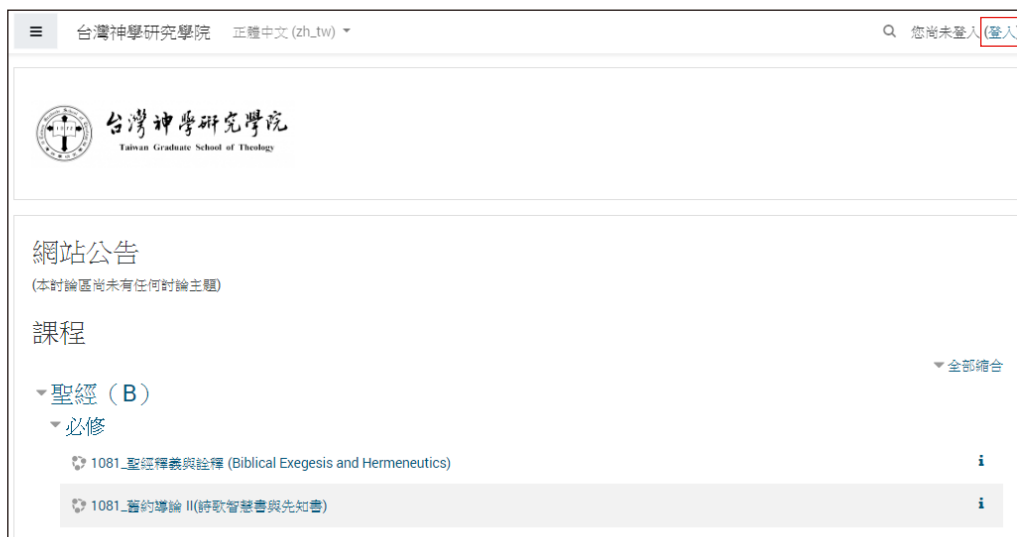 台灣神學研究學院 正體中文 (zh_tw) 您尚未登入 (登入)
台灣神學研究學院
Taiwan Graduate School of Theology
網站公告
(本討論區尚未有任何討論主題)
課程
全部縮合
聖經（B）
必修
1081_聖經釋義與詮釋 (Biblical Exegesis and Hermeneutics)
1081_舊約導論 II(詩歌智慧書與先知書)